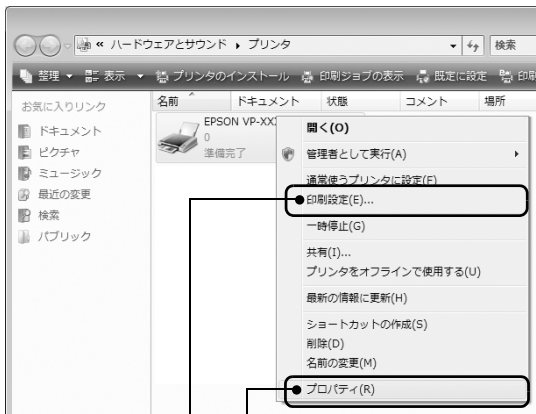 « ハードウェアとサウンド ▸ プリンタ
検索
整理 ▼ 表示 ▼ プリンタのインストール 印刷ジョブの表示 既定に設定 印刷
お気に入りリンク
ドキュメント
ピクチャ
ミュージック
最近の変更
検索
パブリック
名前 ドキュメント 状態 コメント 場所
EPSON VP-XX
0
準備完了
開く(O)
管理者として実行(A)
通常使うプリンタに設定(F)
印刷設定(E)...
一時停止(G)
共有(I)...
プリンタをオフラインで使用する(U)
最新の情報に更新(H)
ショートカットの作成(S)
削除(D)
名前の変更(M)
プロパティ(R)